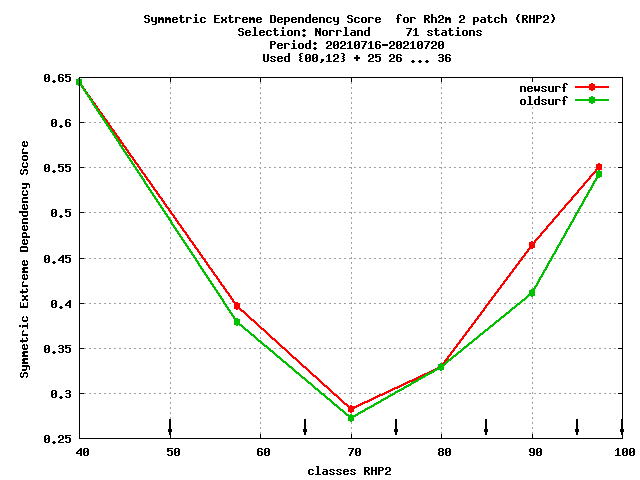 Symmetric Extreme Dependency Score  for Rh2m 2 patch (RHP2)
Selection: Norrland     71 stations
Period: 20210716-20210720
Used {00,12} + 25 26 ... 36
newsurf
oldsurf
Symmetric Extreme Dependency Score
0.65
0.6
0.55
0.5
0.45
0.4
0.35
0.3
0.25
40 50 60 70 80 90 100
classes RHP2